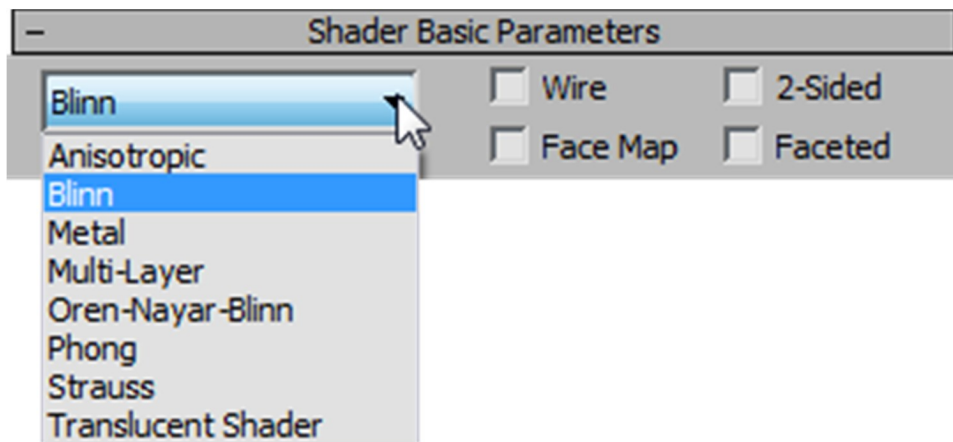 Shader Basic Parameters
Blinn
Wire
2-Sided
Face Map
Faceted
Anisotropic
Blinn
Metal
Multi-Layer
Oren-Nayar-Blinn
Phong
Strauss
Translucent Shader